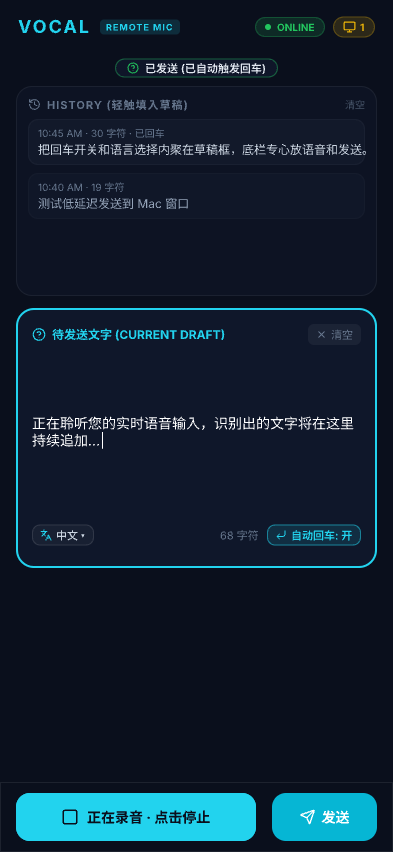 VOCAL REMOTE MIC ONLINE 1
已发送 (已自动触发回车)
HISTORY (轻触填入草稿) 清空
10:45 AM · 30 字符 · 已回车
把回车开关和语言选择内聚在草稿框，底栏专心放语音和发送。
10:40 AM · 19 字符
测试低延迟发送到 Mac 窗口
待发送文字 (CURRENT DRAFT) 清空
正在聆听您的实时语音输入，识别出的文字将在这里
持续追加...
中文 68 字符 自动回车: 开
正在录音 · 点击停止 发送